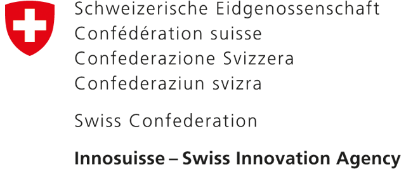 Schweizerische Eidgenossenschaft
Confédération suisse
Confederazione Svizzera
Confederaziun svizra
Swiss Confederation
Innosuisse – Swiss Innovation Agency